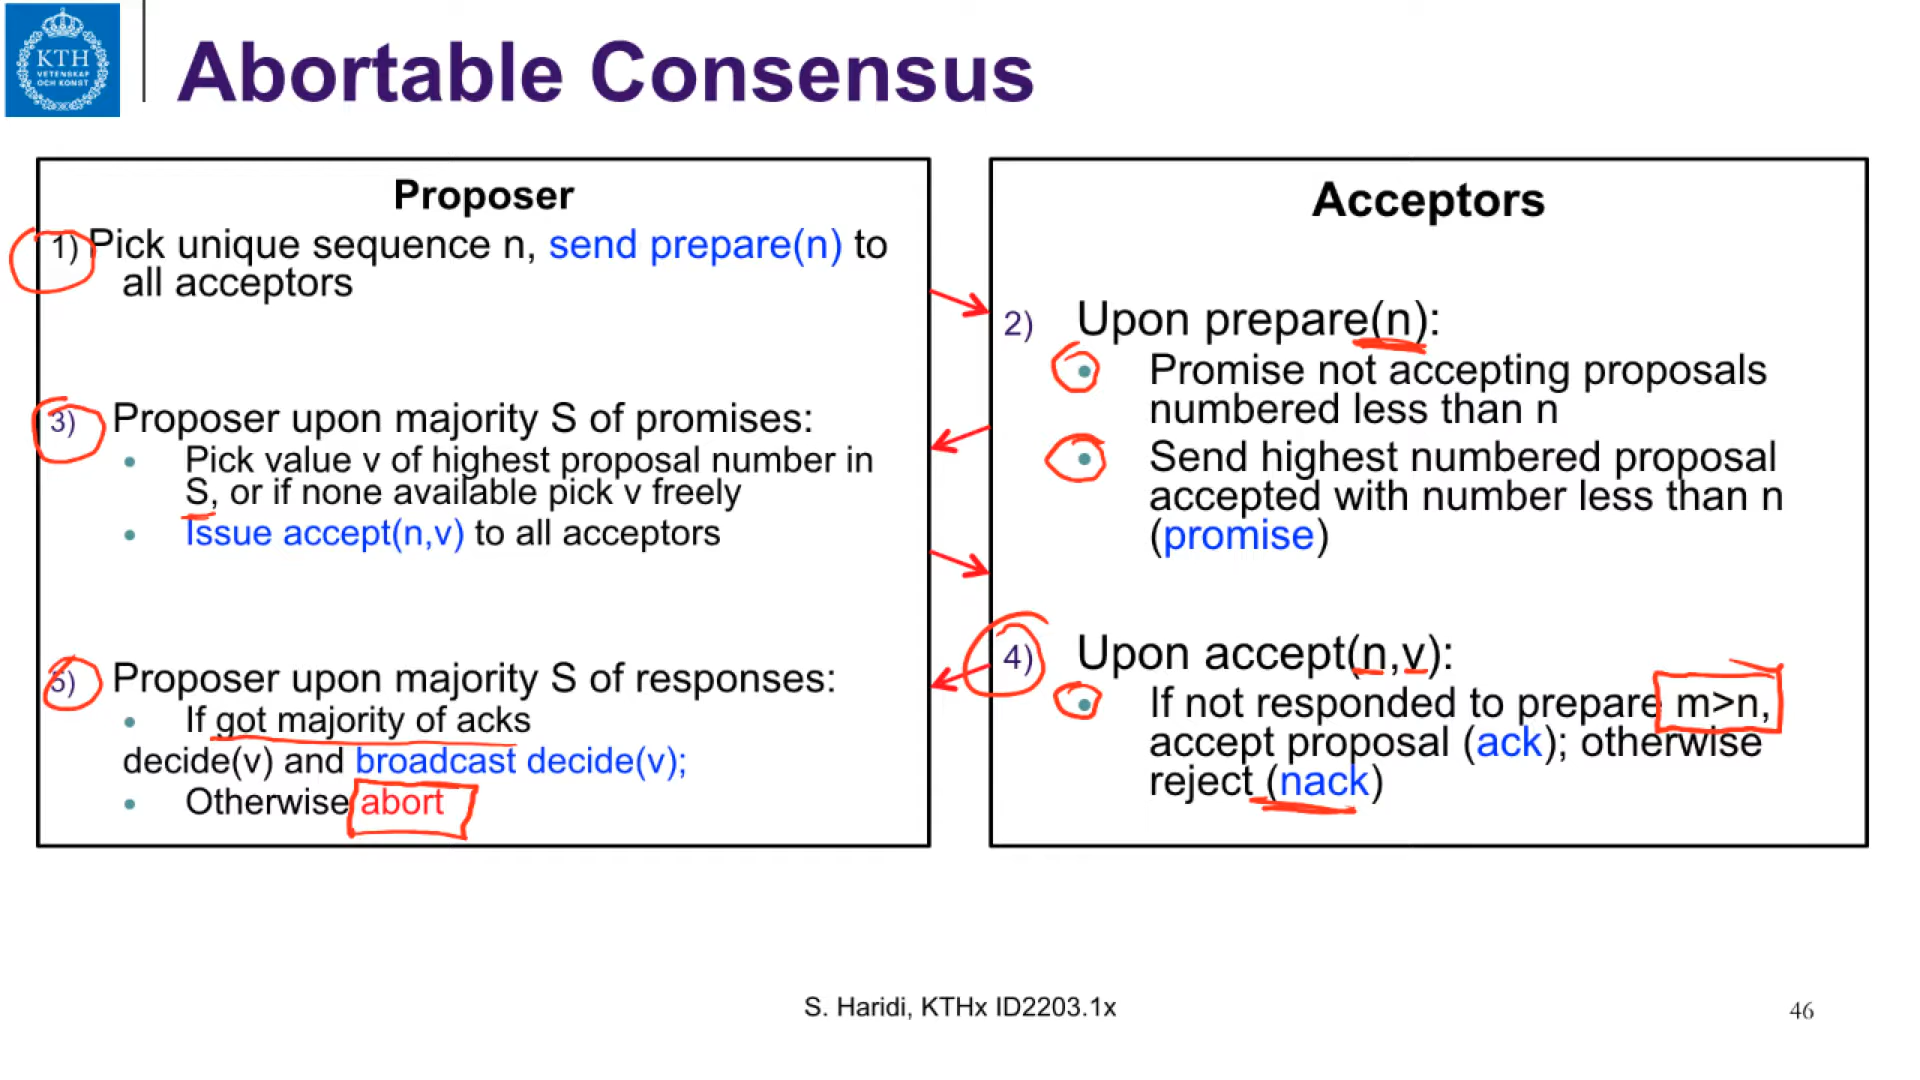 KTH
VETENSKAP
OCH KONST
Abortable Consensus
Proposer
1) Pick unique sequence n, send prepare(n) to
all acceptors
3) Proposer upon majority S of promises:
• Pick value v of highest proposal number in
S, or if none available pick v freely
• Issue accept(n,v) to all acceptors
5) Proposer upon majority S of responses:
• If got majority of acks
decide(v) and broadcast decide(v);
• Otherwise abort
Acceptors
2) Upon prepare(n):
• Promise not accepting proposals
numbered less than n
• Send highest numbered proposal
accepted with number less than n
(promise)
4) Upon accept(n,v):
• If not responded to prepare m>n,
accept proposal (ack); otherwise
reject (nack)
S. Haridi, KTHx ID2203.1x
46